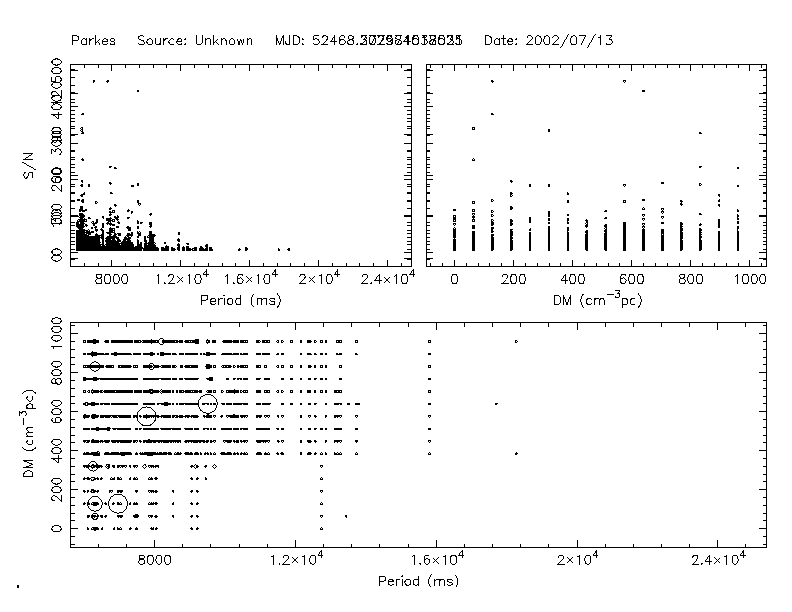 Parkes Source: Unknown MJD: Date: 2002/07/13
S/N
8000 1.2×10⁴ 1.6×10⁴ 2×10⁴ 2.4×10⁴
Period (ms)
0 200 400 600 800 1000
DM (cm⁻³pc)
1000
800
600
400
200
0
DM (cm⁻³pc)
8000 1.2×10⁴ 1.6×10⁴ 2×10⁴ 2.4×10⁴
Period (ms)